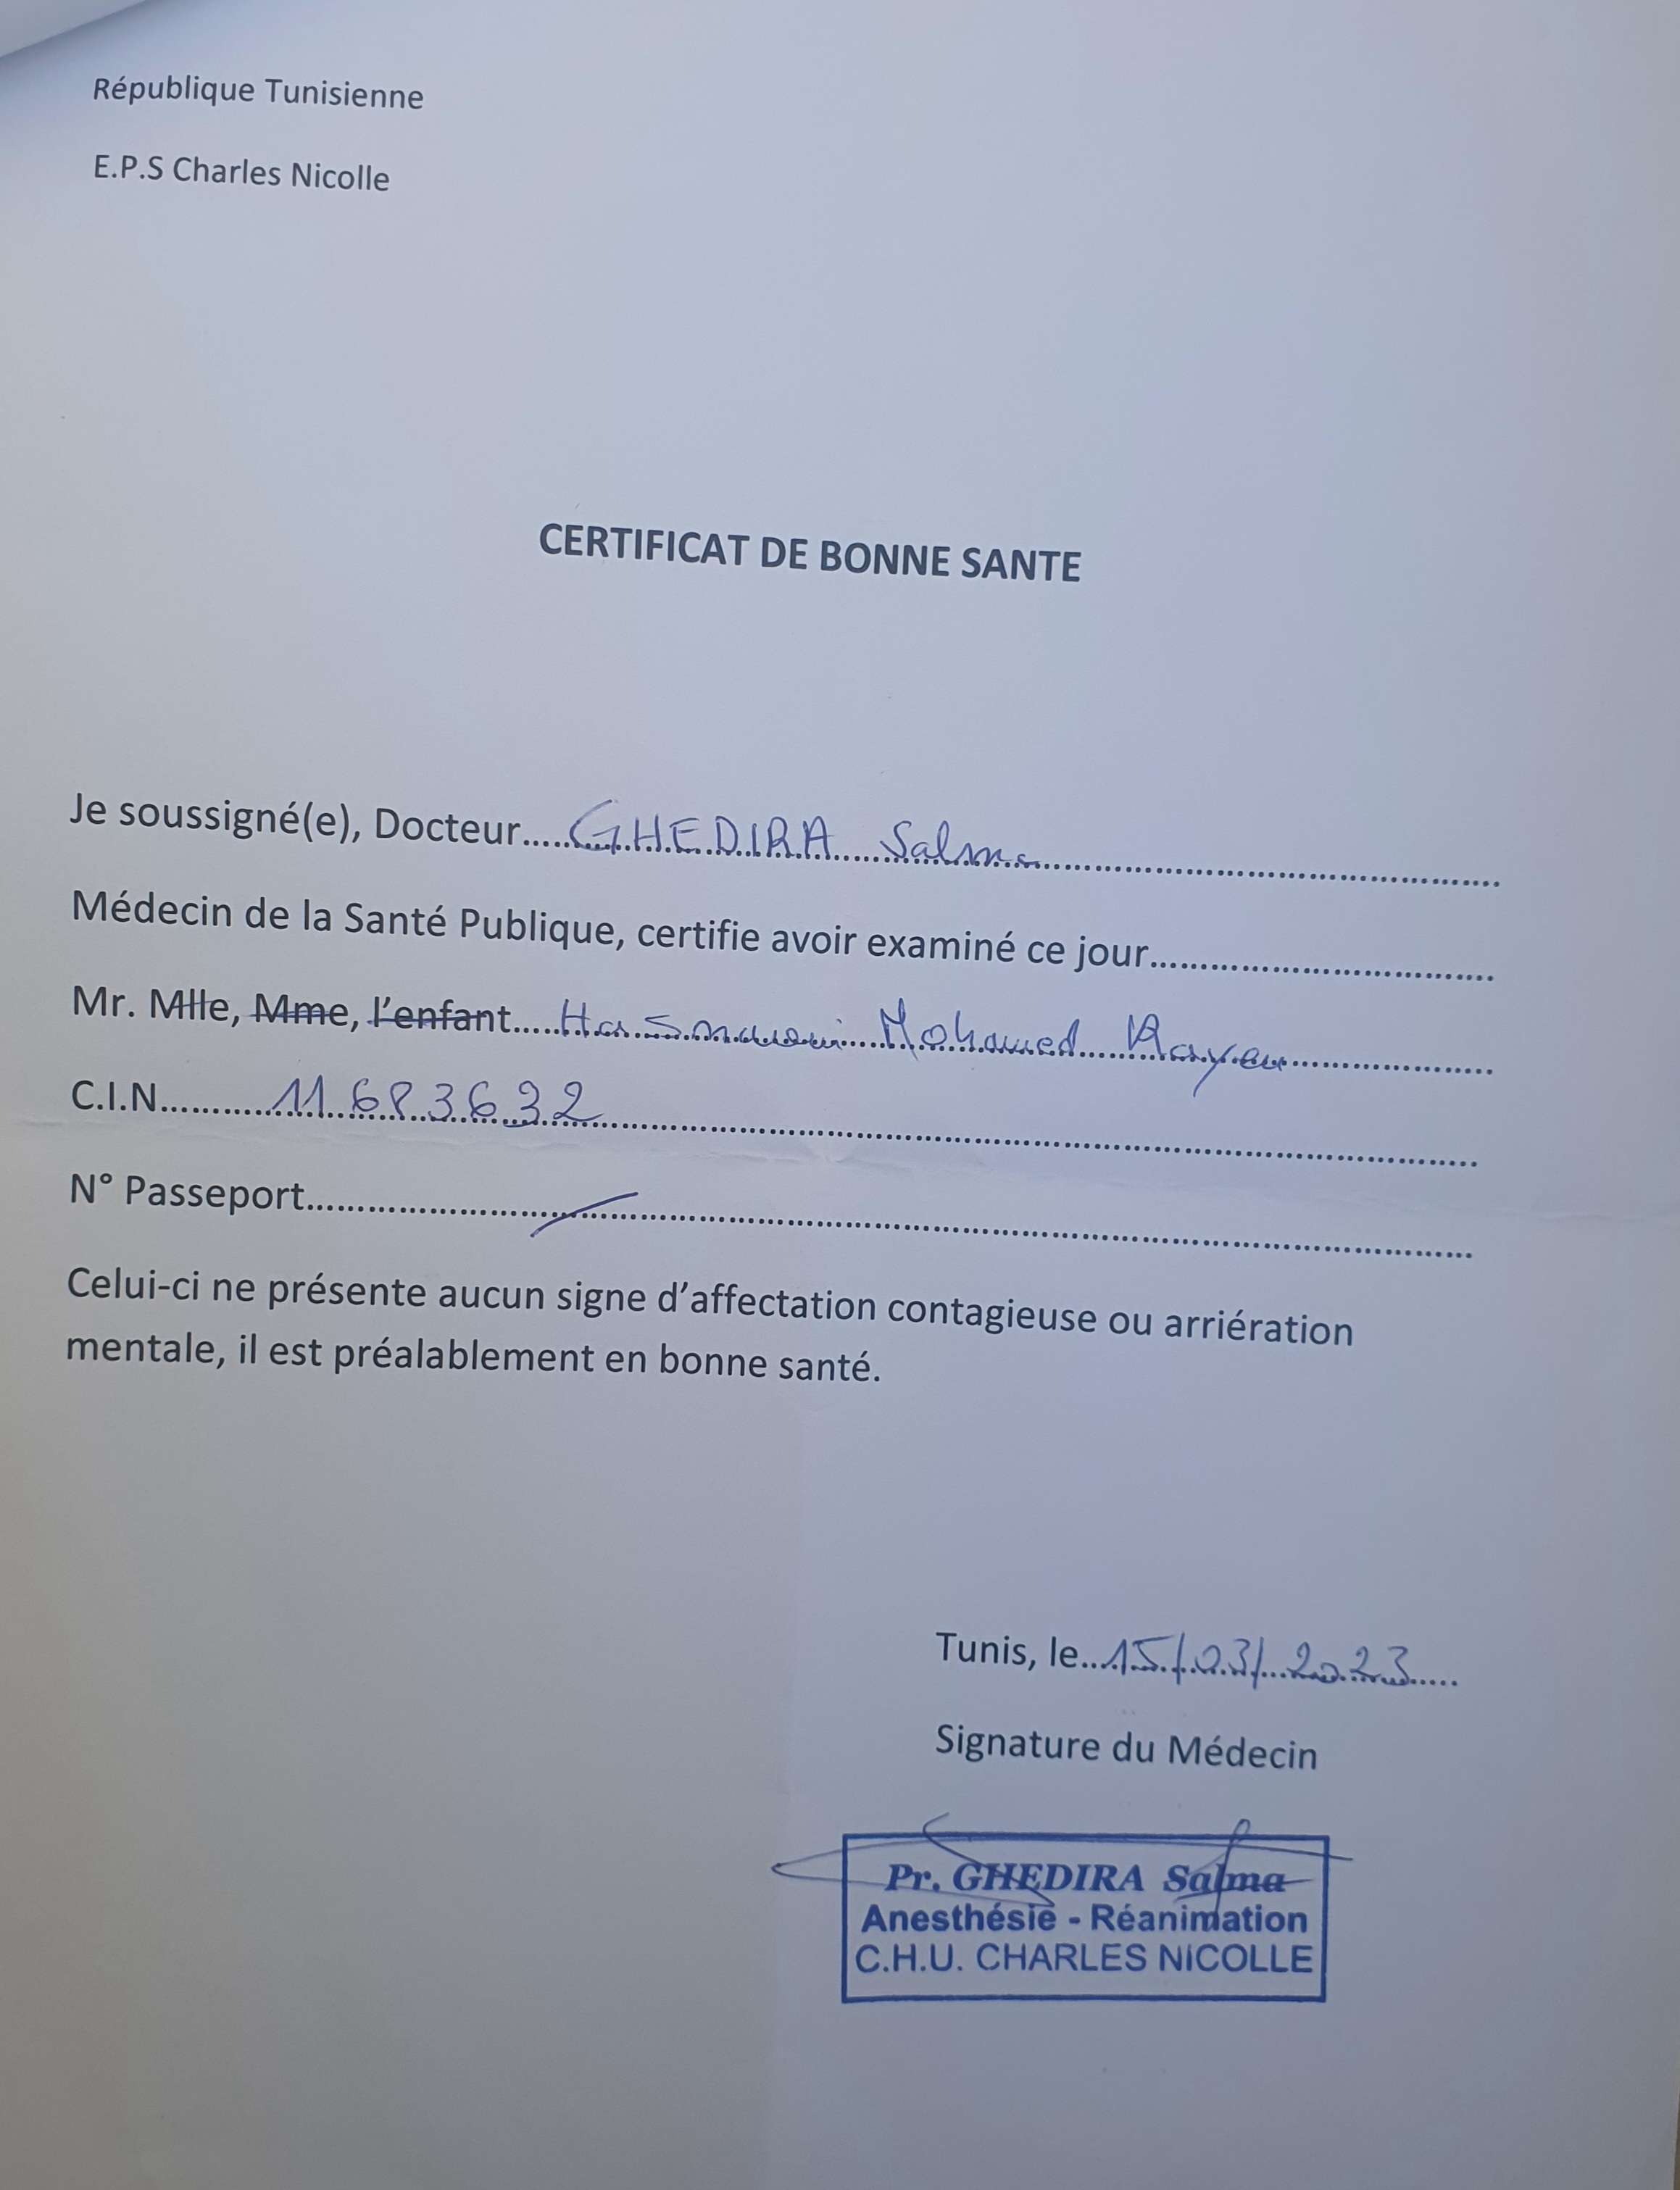 République Tunisienne
E.P.S Charles Nicolle
CERTIFICAT DE BONNE SANTE
Je soussigné(e), Docteur....GHEDIRA Salma....
Médecin de la Santé Publique, certifie avoir examiné ce jour....
Mr. Mlle, Mme, l'enfant.... Mohamed Rayen....
C.I.N....11683632....
N° Passeport....
Celui-ci ne présente aucun signe d'affectation contagieuse ou arriération
mentale, il est préalablement en bonne santé.
Tunis, le..15/03/2023....
Signature du Médecin
Pr. GHEDIRA Salma
Anesthésie - Réanimation
C.H.U. CHARLES NICOLLE